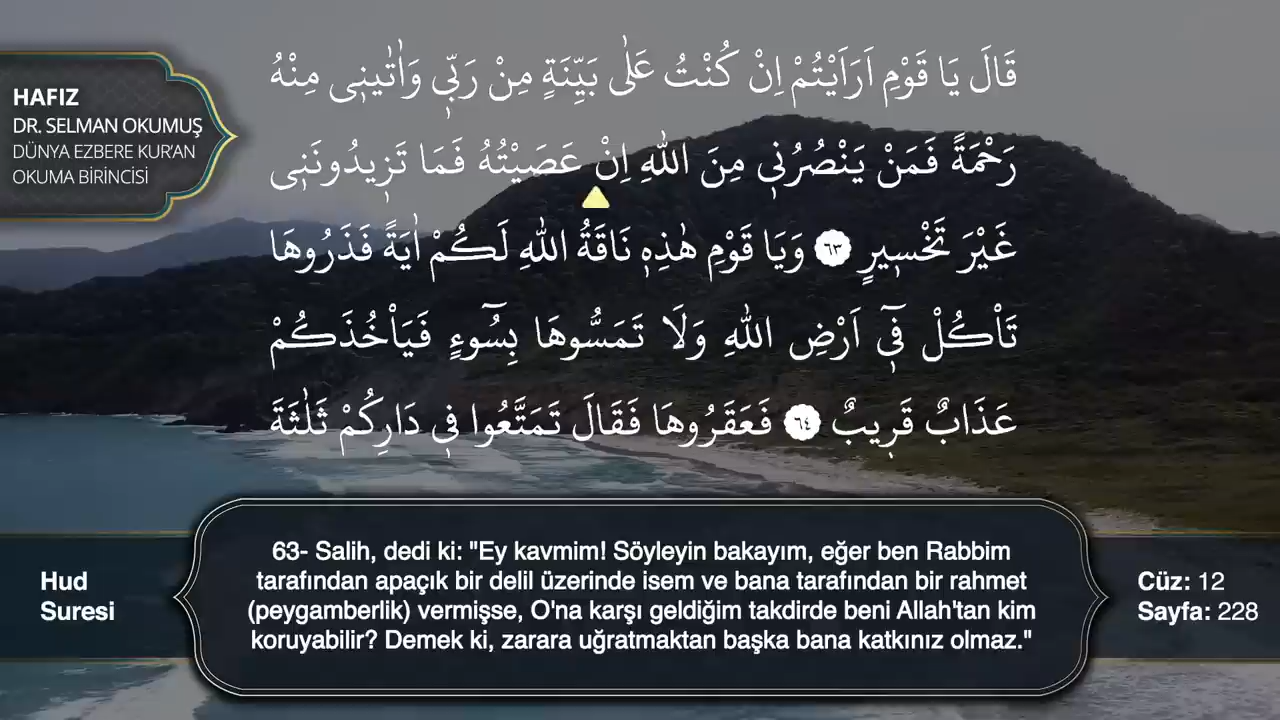 HAFIZ
DR. SELMAN OKUMUŞ
DÜNYA EZBERE KUR'AN
OKUMA BİRİNCİSİ
قَالَ يَا قَوْمِ اَرَاَيْتُمْ اِنْ كُنْتُ عَلٰى بَيِّنَةٍ مِنْ رَبّ۪ي وَاٰتٰين۪ي مِنْهُ
رَحْمَةً فَمَنْ يَنْصُرُن۪ي مِنَ اللّٰهِ اِنْ عَصَيْتُهُ فَمَا تَز۪يدُونَن۪ي
غَيْرَ تَخْس۪يرٍ ٦٣ وَيَا قَوْمِ هٰذِه۪ نَاقَةُ اللّٰهِ لَكُمْ اٰيَةً فَذَرُوهَا
تَأْكُلْ ف۪ٓي اَرْضِ اللّٰهِ وَلَا تَمَسُّوهَا بِسُٓوءٍ فَيَأْخُذَكُمْ
عَذَابٌ قَر۪يبٌ ٦٤ فَعَقَرُوهَا فَقَالَ تَمَتَّعُوا ف۪ي دَارِكُمْ ثَلٰثَةَ
63- Salih, dedi ki: "Ey kavmim! Söyleyin bakayım, eğer ben Rabbim
tarafından apaçık bir delil üzerinde isem ve bana tarafından bir rahmet
(peygamberlik) vermişse, O'na karşı geldiğim takdirde beni Allah'tan kim
koruyabilir? Demek ki, zarara uğratmaktan başka bana katkınız olmaz."
Hud
Suresi
Cüz: 12
Sayfa: 228